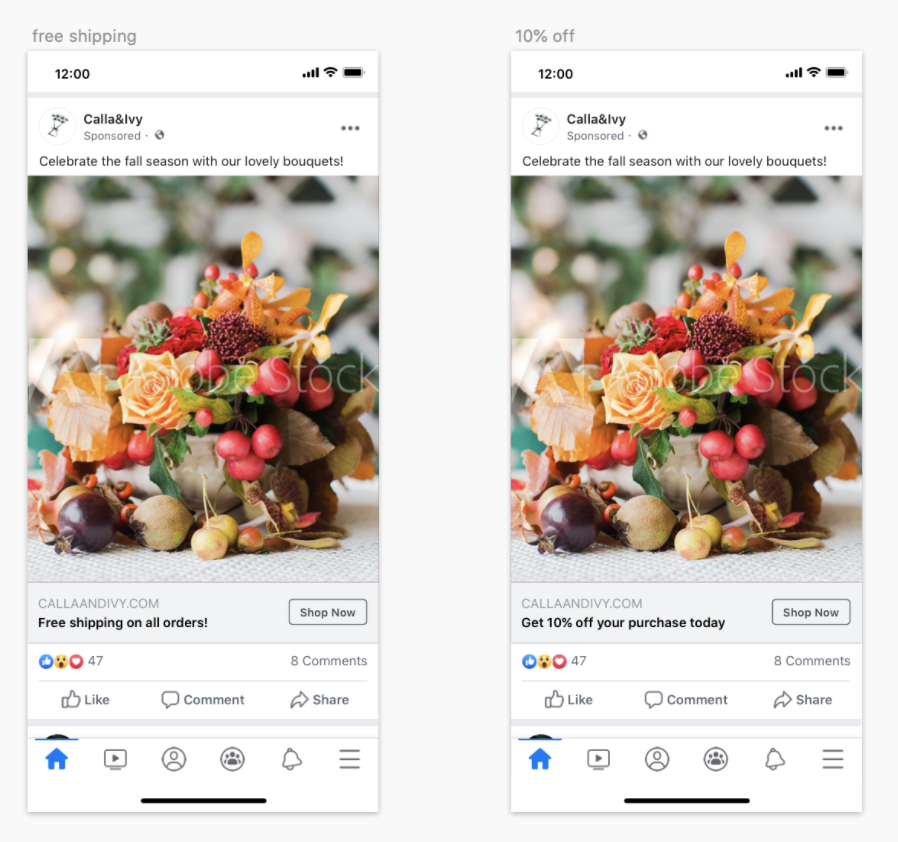 free shipping
12:00
Calla&Ivy
Sponsored ·
Celebrate the fall season with our lovely bouquets!
Adobe Stock
CALLAANDIVY.COM
Free shipping on all orders!
Shop Now
47
8 Comments
Like
Comment
Share
10% off
12:00
Calla&Ivy
Sponsored ·
Celebrate the fall season with our lovely bouquets!
Adobe Stock
CALLAANDIVY.COM
Get 10% off your purchase today
Shop Now
47
8 Comments
Like
Comment
Share